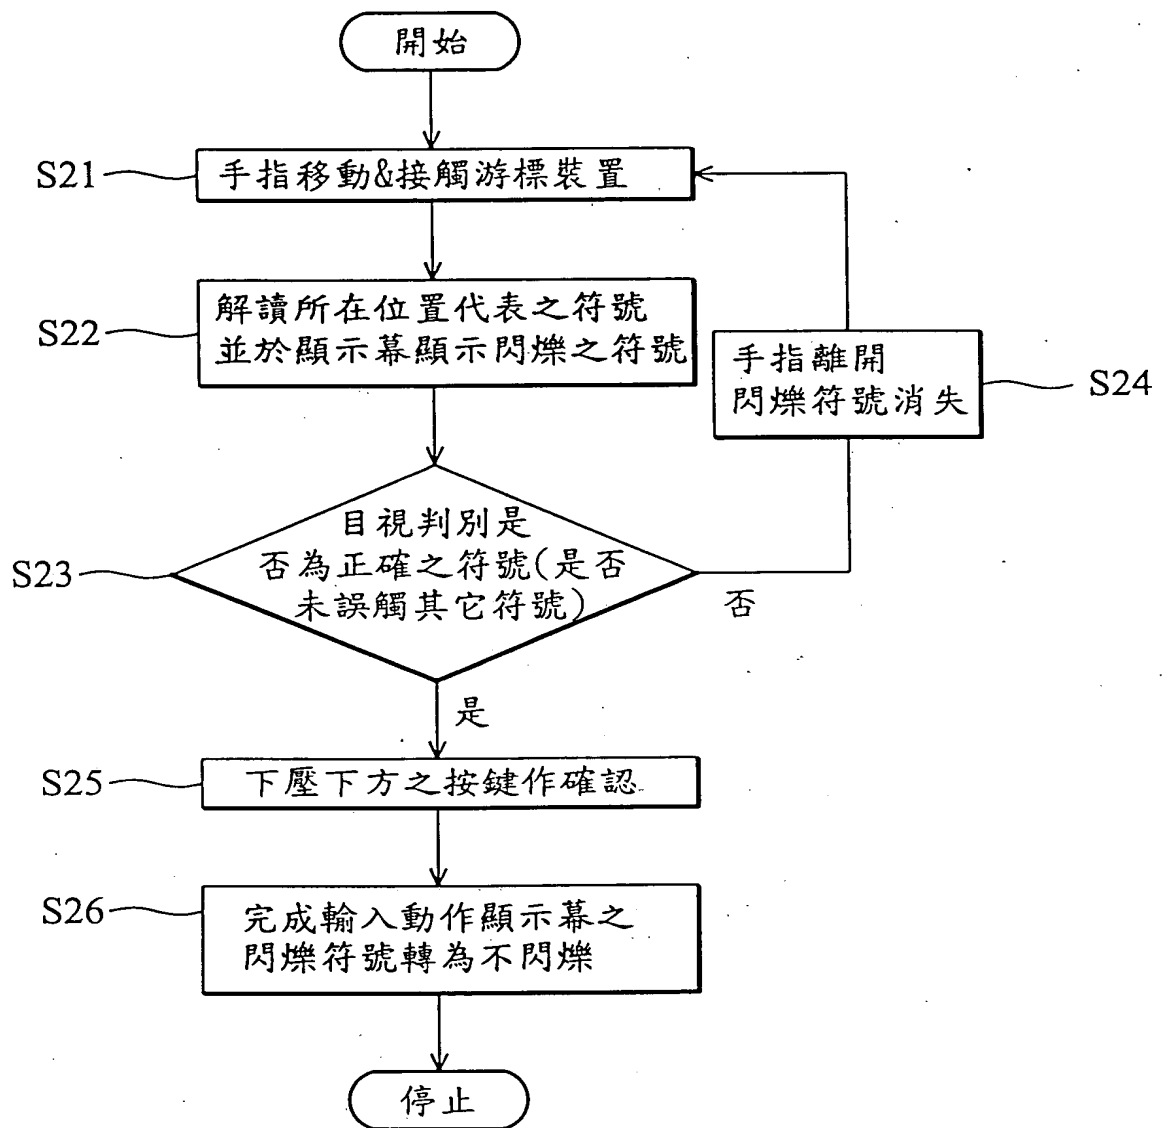 開始
S21
手指移動&接觸游標裝置
S22
解讀所在位置代表之符號
並於顯示幕顯示閃爍之符號
手指離開
閃爍符號消失
S24
S23
目視判別是
否為正確之符號(是否
未誤觸其它符號)
否
是
S25
下壓下方之按鍵作確認
S26
完成輸入動作顯示幕之
閃爍符號轉為不閃爍
停止